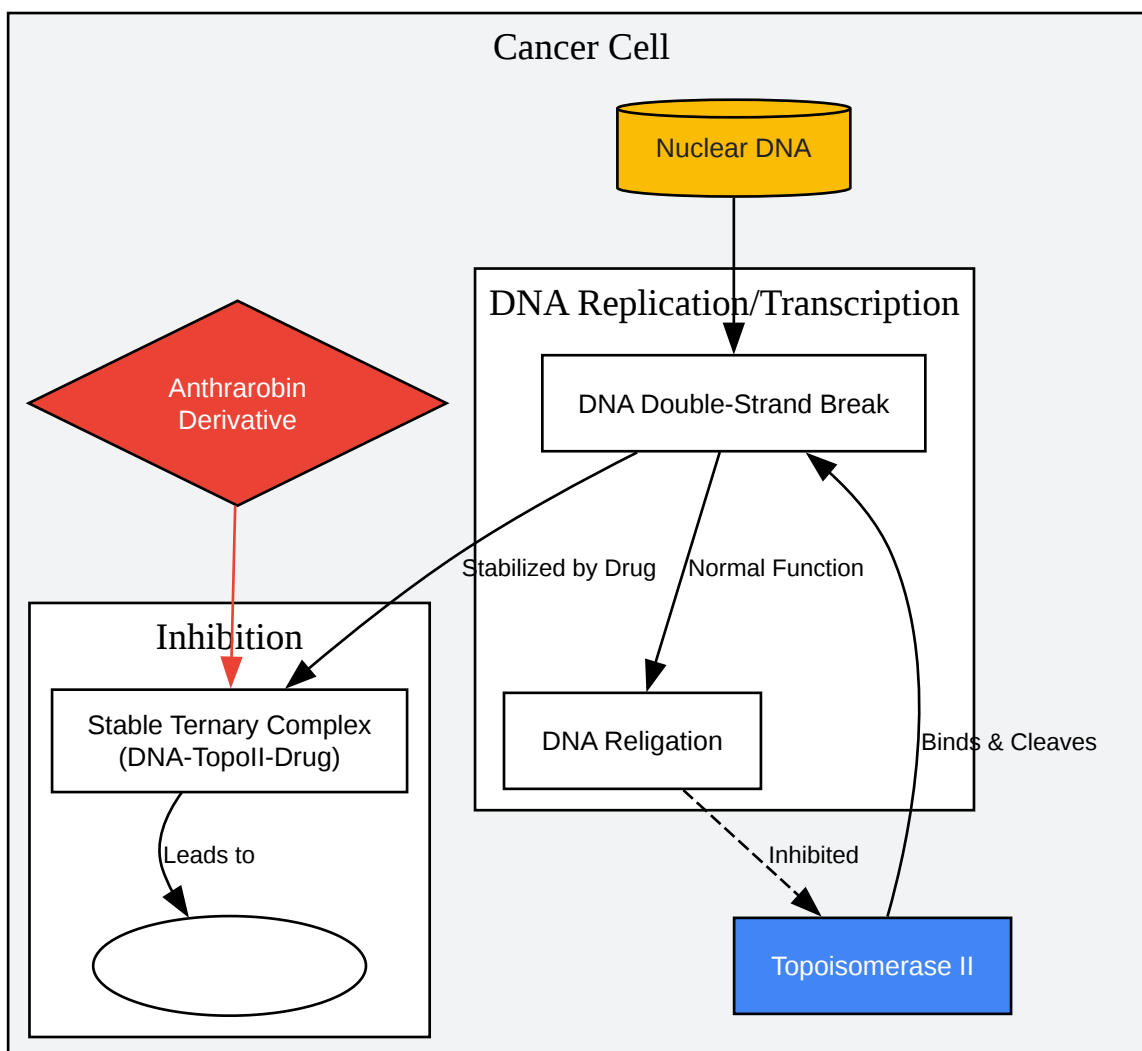 Cancer Cell
Nuclear DNA
DNA Replication/Transcription
Anthrarobin
Derivative
DNA Double-Strand Break
Stabilized by Drug
Normal Function
Inhibition
Stable Ternary Complex
(DNA-TopoII-Drug)
DNA Religation
Binds & Cleaves
Leads to
Inhibited
Topoisomerase II